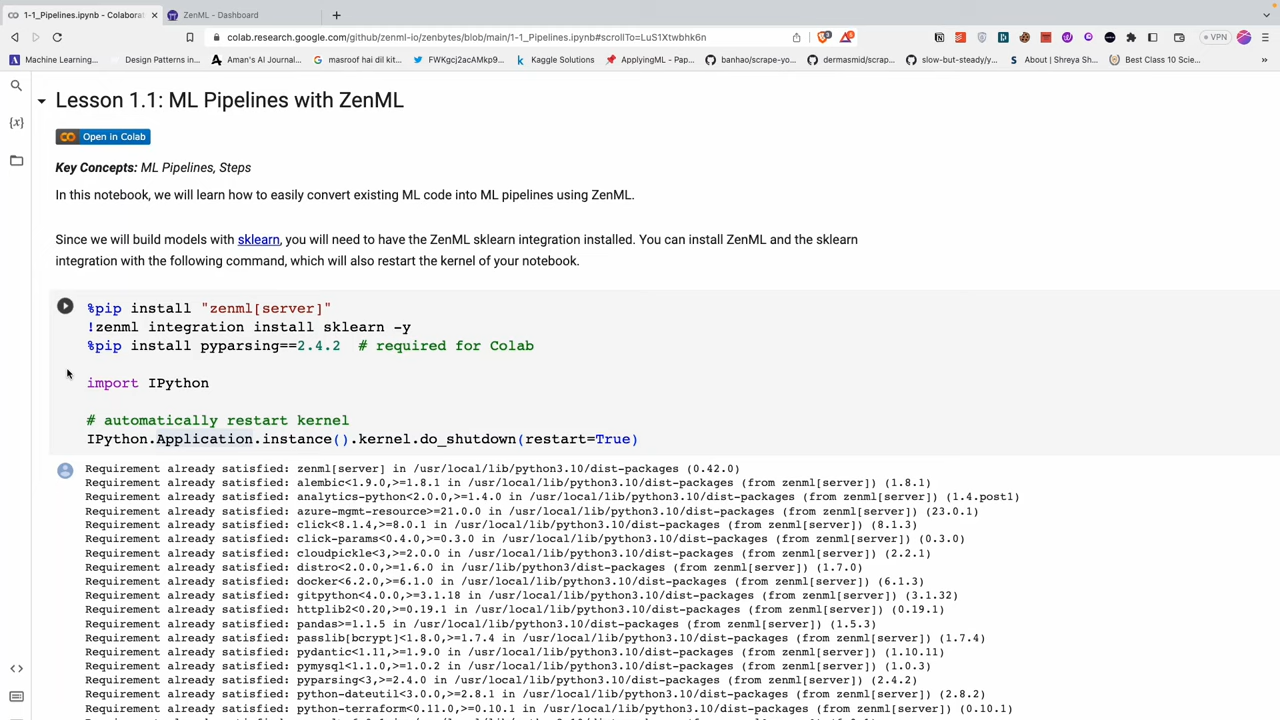 1-1_Pipelines.ipynb - Colabora
ZenML - Dashboard
colab.research.google.com/github/zenml-io/zenbytes/blob/main/1-1_Pipelines.ipynb#scrollTo=LuS1Xtwbhk6n
VPN
Machine Learning...
Design Patterns in...
Aman's AI Journal...
masroof hai dil kit...
FWKgcj2acAMkp9...
Kaggle Solutions
ApplyingML - Pap...
banhao/scrape-yo...
dermasmid/scrap...
slow-but-steady/y...
About | Shreya Sh...
Best Class 10 Scie...
Lesson 1.1: ML Pipelines with ZenML
Open in Colab
Key Concepts: ML Pipelines, Steps
In this notebook, we will learn how to easily convert existing ML code into ML pipelines using ZenML.
Since we will build models with sklearn, you will need to have the ZenML sklearn integration installed. You can install ZenML and the sklearn
integration with the following command, which will also restart the kernel of your notebook.
%pip install "zenml[server]"
!zenml integration install sklearn -y
%pip install pyparsing==2.4.2  # required for Colab
import IPython
# automatically restart kernel
IPython.Application.instance().kernel.do_shutdown(restart=True)
Requirement already satisfied: zenml[server] in /usr/local/lib/python3.10/dist-packages (0.42.0)
Requirement already satisfied: alembic<1.9.0,>=1.8.1 in /usr/local/lib/python3.10/dist-packages (from zenml[server]) (1.8.1)
Requirement already satisfied: analytics-python<2.0.0,>=1.4.0 in /usr/local/lib/python3.10/dist-packages (from zenml[server]) (1.4.post1)
Requirement already satisfied: azure-mgmt-resource>=21.0.0 in /usr/local/lib/python3.10/dist-packages (from zenml[server]) (23.0.1)
Requirement already satisfied: click<8.1.4,>=8.0.1 in /usr/local/lib/python3.10/dist-packages (from zenml[server]) (8.1.3)
Requirement already satisfied: click-params<0.4.0,>=0.3.0 in /usr/local/lib/python3.10/dist-packages (from zenml[server]) (0.3.0)
Requirement already satisfied: cloudpickle<3,>=2.0.0 in /usr/local/lib/python3.10/dist-packages (from zenml[server]) (2.2.1)
Requirement already satisfied: distro<2.0.0,>=1.6.0 in /usr/lib/python3/dist-packages (from zenml[server]) (1.7.0)
Requirement already satisfied: docker<6.2.0,>=6.1.0 in /usr/local/lib/python3.10/dist-packages (from zenml[server]) (6.1.3)
Requirement already satisfied: gitpython<4.0.0,>=3.1.18 in /usr/local/lib/python3.10/dist-packages (from zenml[server]) (3.1.32)
Requirement already satisfied: httplib2<0.20,>=0.19.1 in /usr/local/lib/python3.10/dist-packages (from zenml[server]) (0.19.1)
Requirement already satisfied: pandas>=1.1.5 in /usr/local/lib/python3.10/dist-packages (from zenml[server]) (1.5.3)
Requirement already satisfied: passlib[bcrypt]<1.8.0,>=1.7.4 in /usr/local/lib/python3.10/dist-packages (from zenml[server]) (1.7.4)
Requirement already satisfied: pydantic<1.11,>=1.9.0 in /usr/local/lib/python3.10/dist-packages (from zenml[server]) (1.10.11)
Requirement already satisfied: pymysql<1.1.0,>=1.0.2 in /usr/local/lib/python3.10/dist-packages (from zenml[server]) (1.0.3)
Requirement already satisfied: pyparsing<3,>=2.4.0 in /usr/local/lib/python3.10/dist-packages (from zenml[server]) (2.4.2)
Requirement already satisfied: python-dateutil<3.0.0,>=2.8.1 in /usr/local/lib/python3.10/dist-packages (from zenml[server]) (2.8.2)
Requirement already satisfied: python-terraform<0.11.0,>=0.10.1 in /usr/local/lib/python3.10/dist-packages (from zenml[server]) (0.10.1)